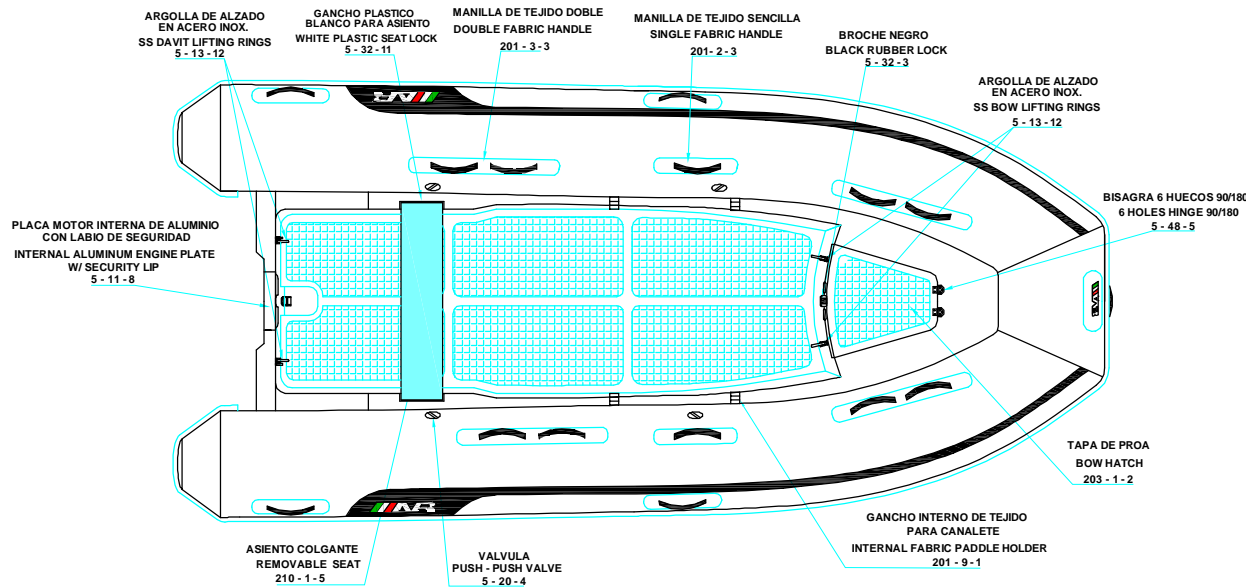 ARGOLLA DE ALZADO
EN ACERO INOX.
SS DAVIT LIFTING RINGS
5 - 13 - 12
GANCHO PLASTICO
BLANCO PARA ASIENTO
WHITE PLASTIC SEAT LOCK
5 - 32 - 11
MANILLA DE TEJIDO DOBLE
DOUBLE FABRIC HANDLE
201 - 3 - 3
MANILLA DE TEJIDO SENCILLA
SINGLE FABRIC HANDLE
201- 2 - 3
BROCHE NEGRO
BLACK RUBBER LOCK
5 - 32 - 3
ARGOLLA DE ALZADO
EN ACERO INOX.
SS BOW LIFTING RINGS
5 - 13 - 12
BISAGRA 6 HUECOS 90/180
6 HOLES HINGE 90/180
5 - 48 - 5
PLACA MOTOR INTERNA DE ALUMINIO
CON LABIO DE SEGURIDAD
INTERNAL ALUMINUM ENGINE PLATE
W/ SECURITY LIP
5 - 11 - 8
TAPA DE PROA
BOW HATCH
203 - 1 - 2
GANCHO INTERNO DE TEJIDO
PARA CANALETE
INTERNAL FABRIC PADDLE HOLDER
201 - 9 - 1
VALVULA
PUSH - PUSH VALVE
5 - 20 - 4
ASIENTO COLGANTE
REMOVABLE SEAT
210 - 1 - 5